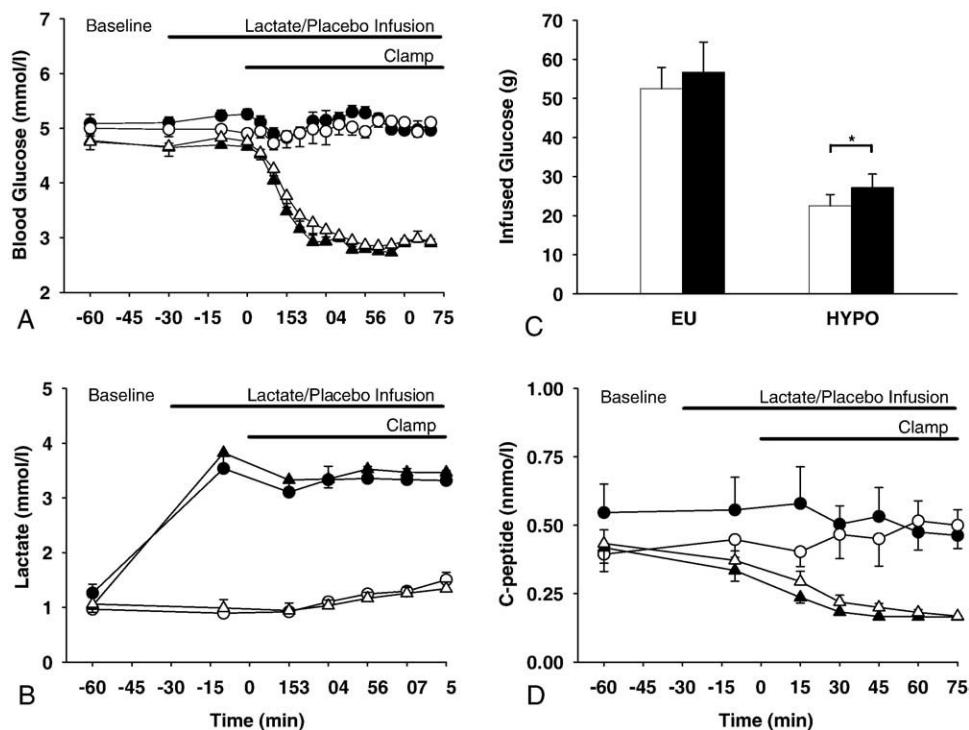 Baseline Lactate/Placebo Infusion
Clamp
Blood Glucose (mmol/l)
7
6
5
4
3
2
-60 -45 -30 -15 0 153 04 56 0 75
A
Infused Glucose (g)
70
60
50
40
30
20
10
0
*
EU HYPO
C
Baseline Lactate/Placebo Infusion
Clamp
Lactate (mmol/l)
5
4
3
2
1
0
-60 -45 -30 -15 0 153 04 56 07 5
B
Time (min)
Baseline Lactate/Placebo Infusion
Clamp
C-peptide (nnmo/l)
1.00
0.75
0.50
0.25
0.00
-60 -45 -30 -15 0 15 30 45 60 75
D
Time (min)